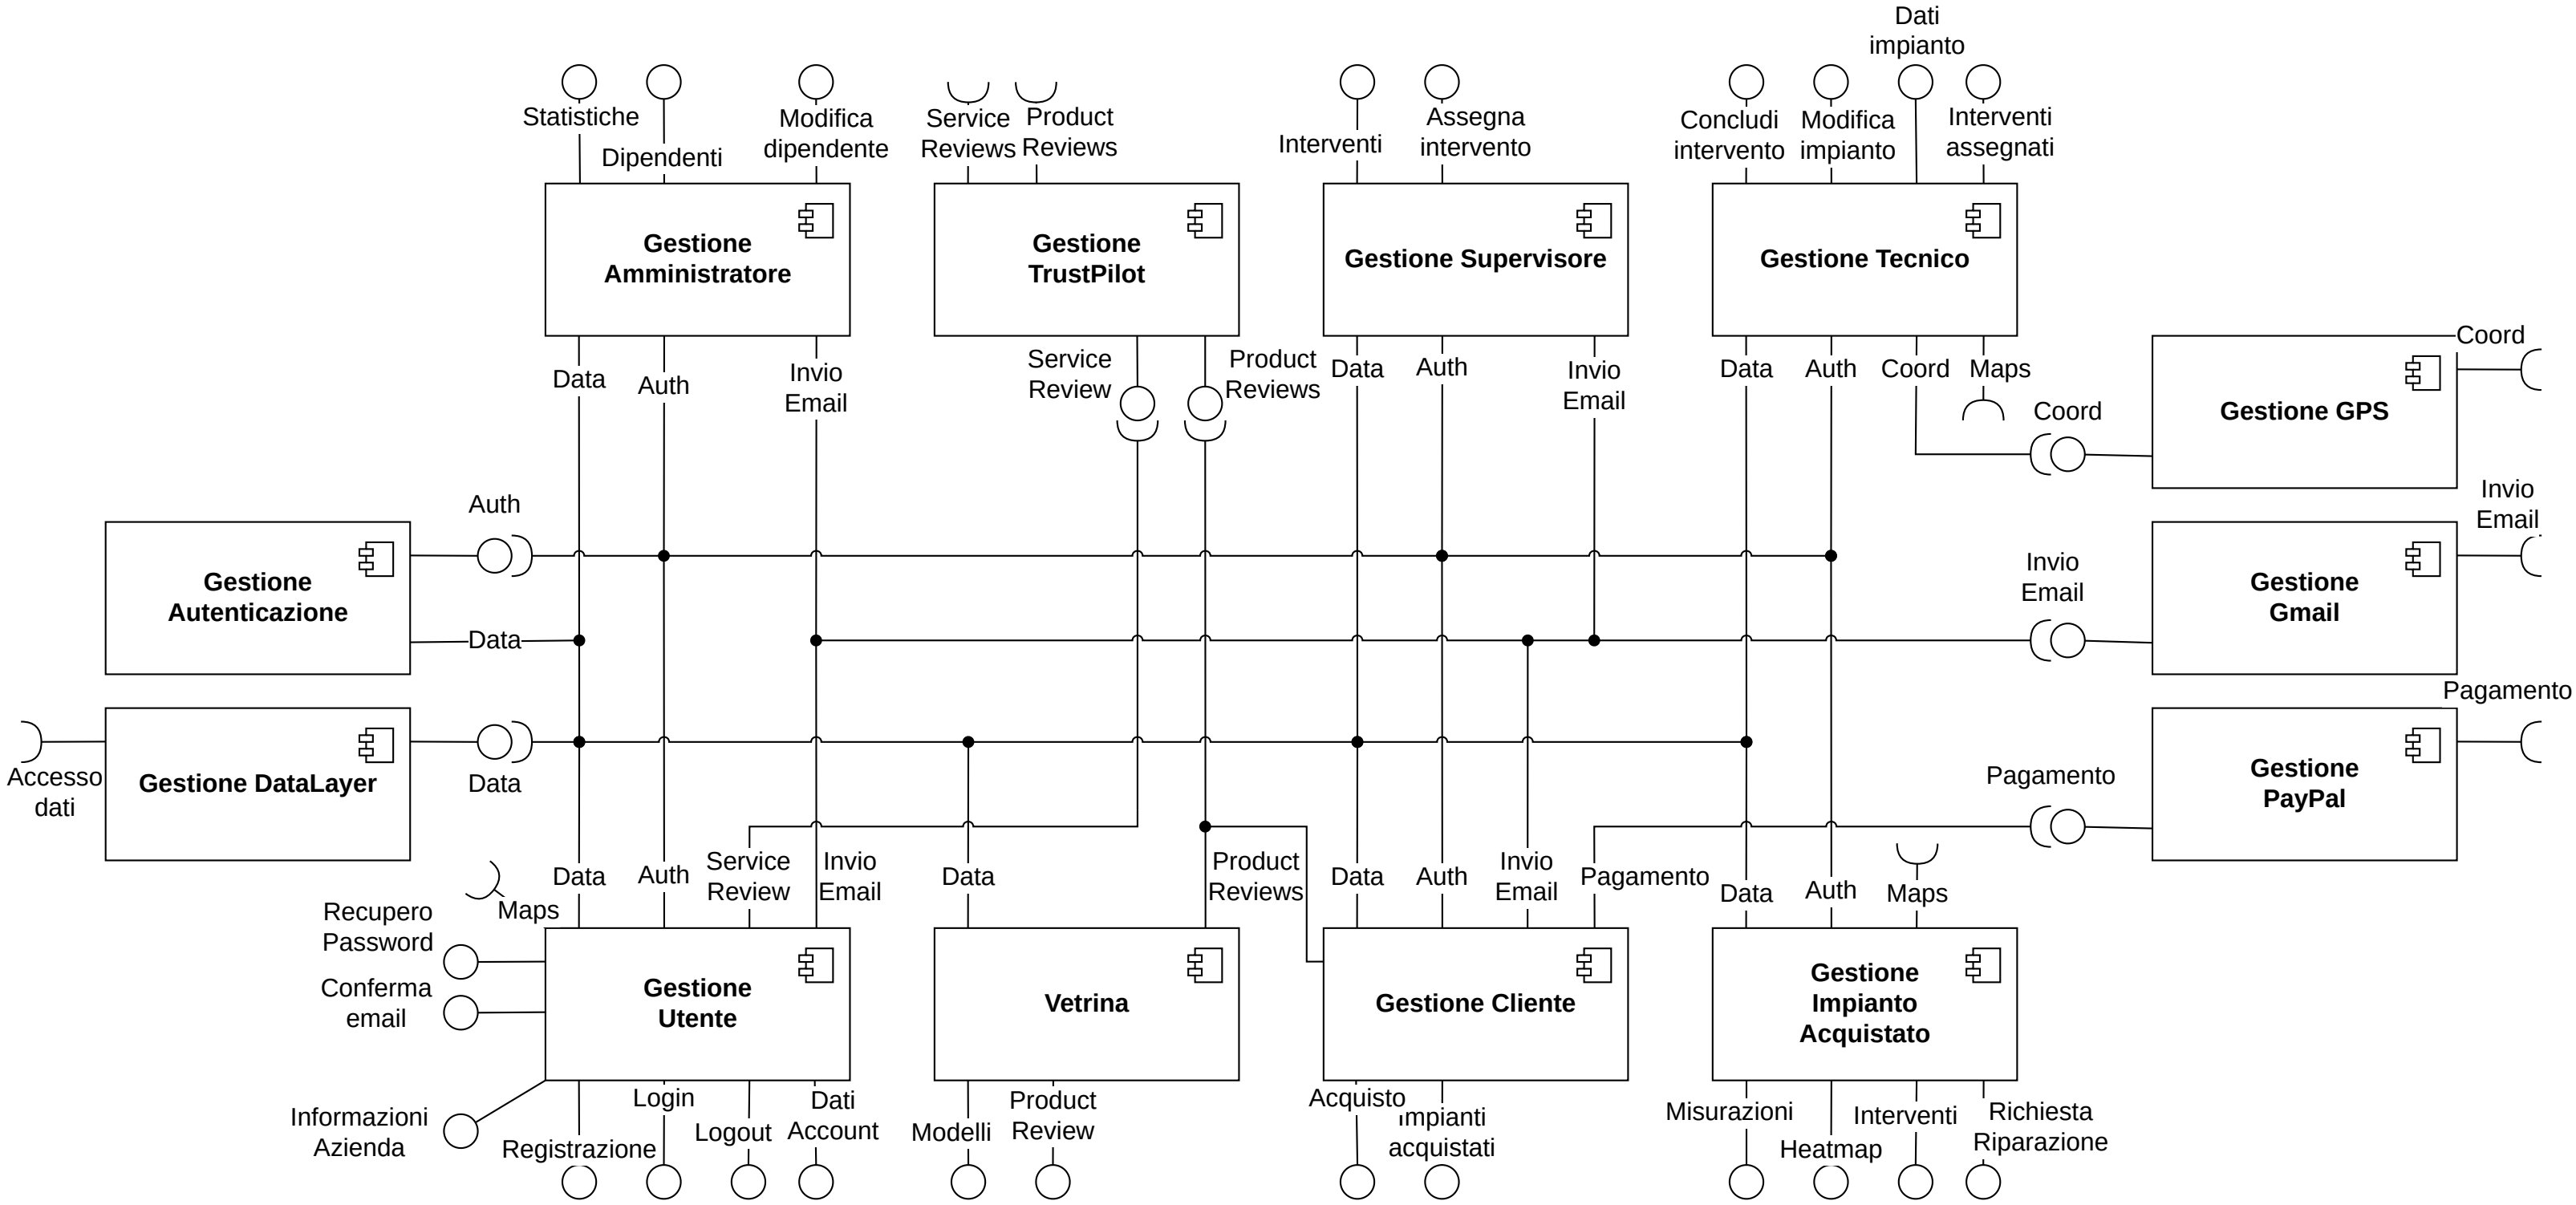 Dati
impianto
Statistiche
Dipendenti
Modifica
dipendente
Service
Reviews
Product
Reviews
Interventi
Assegna
intervento
Concludi
intervento
Modifica
impianto
Interventi
assegnati
Gestione
Amministratore
Gestione
TrustPilot
Gestione Supervisore
Gestione Tecnico
Data
Auth
Invio
Email
Service
Review
Product
Reviews
Data
Auth
Invio
Email
Data
Auth
Coord
Maps
Coord
Coord
Gestione GPS
Auth
Gestione
Autenticazione
Data
Invio
Email
Invio
Email
Gestione
Gmail
Accesso
dati
Gestione DataLayer
Data
Pagamento
Pagamento
Gestione
PayPal
Maps
Data
Auth
Service
Review
Invio
Email
Data
Product
Reviews
Data
Auth
Invio
Email
Pagamento
Data
Auth
Maps
Recupero
Password
Conferma
email
Informazioni
Azienda
Gestione
Utente
Vetrina
Gestione Cliente
Gestione
Impianto
Acquistato
Registrazione
Login
Logout
Dati
Account
Modelli
Product
Review
Acquisto
Impianti
acquistati
Misurazioni
Heatmap
Interventi
Richiesta
Riparazione